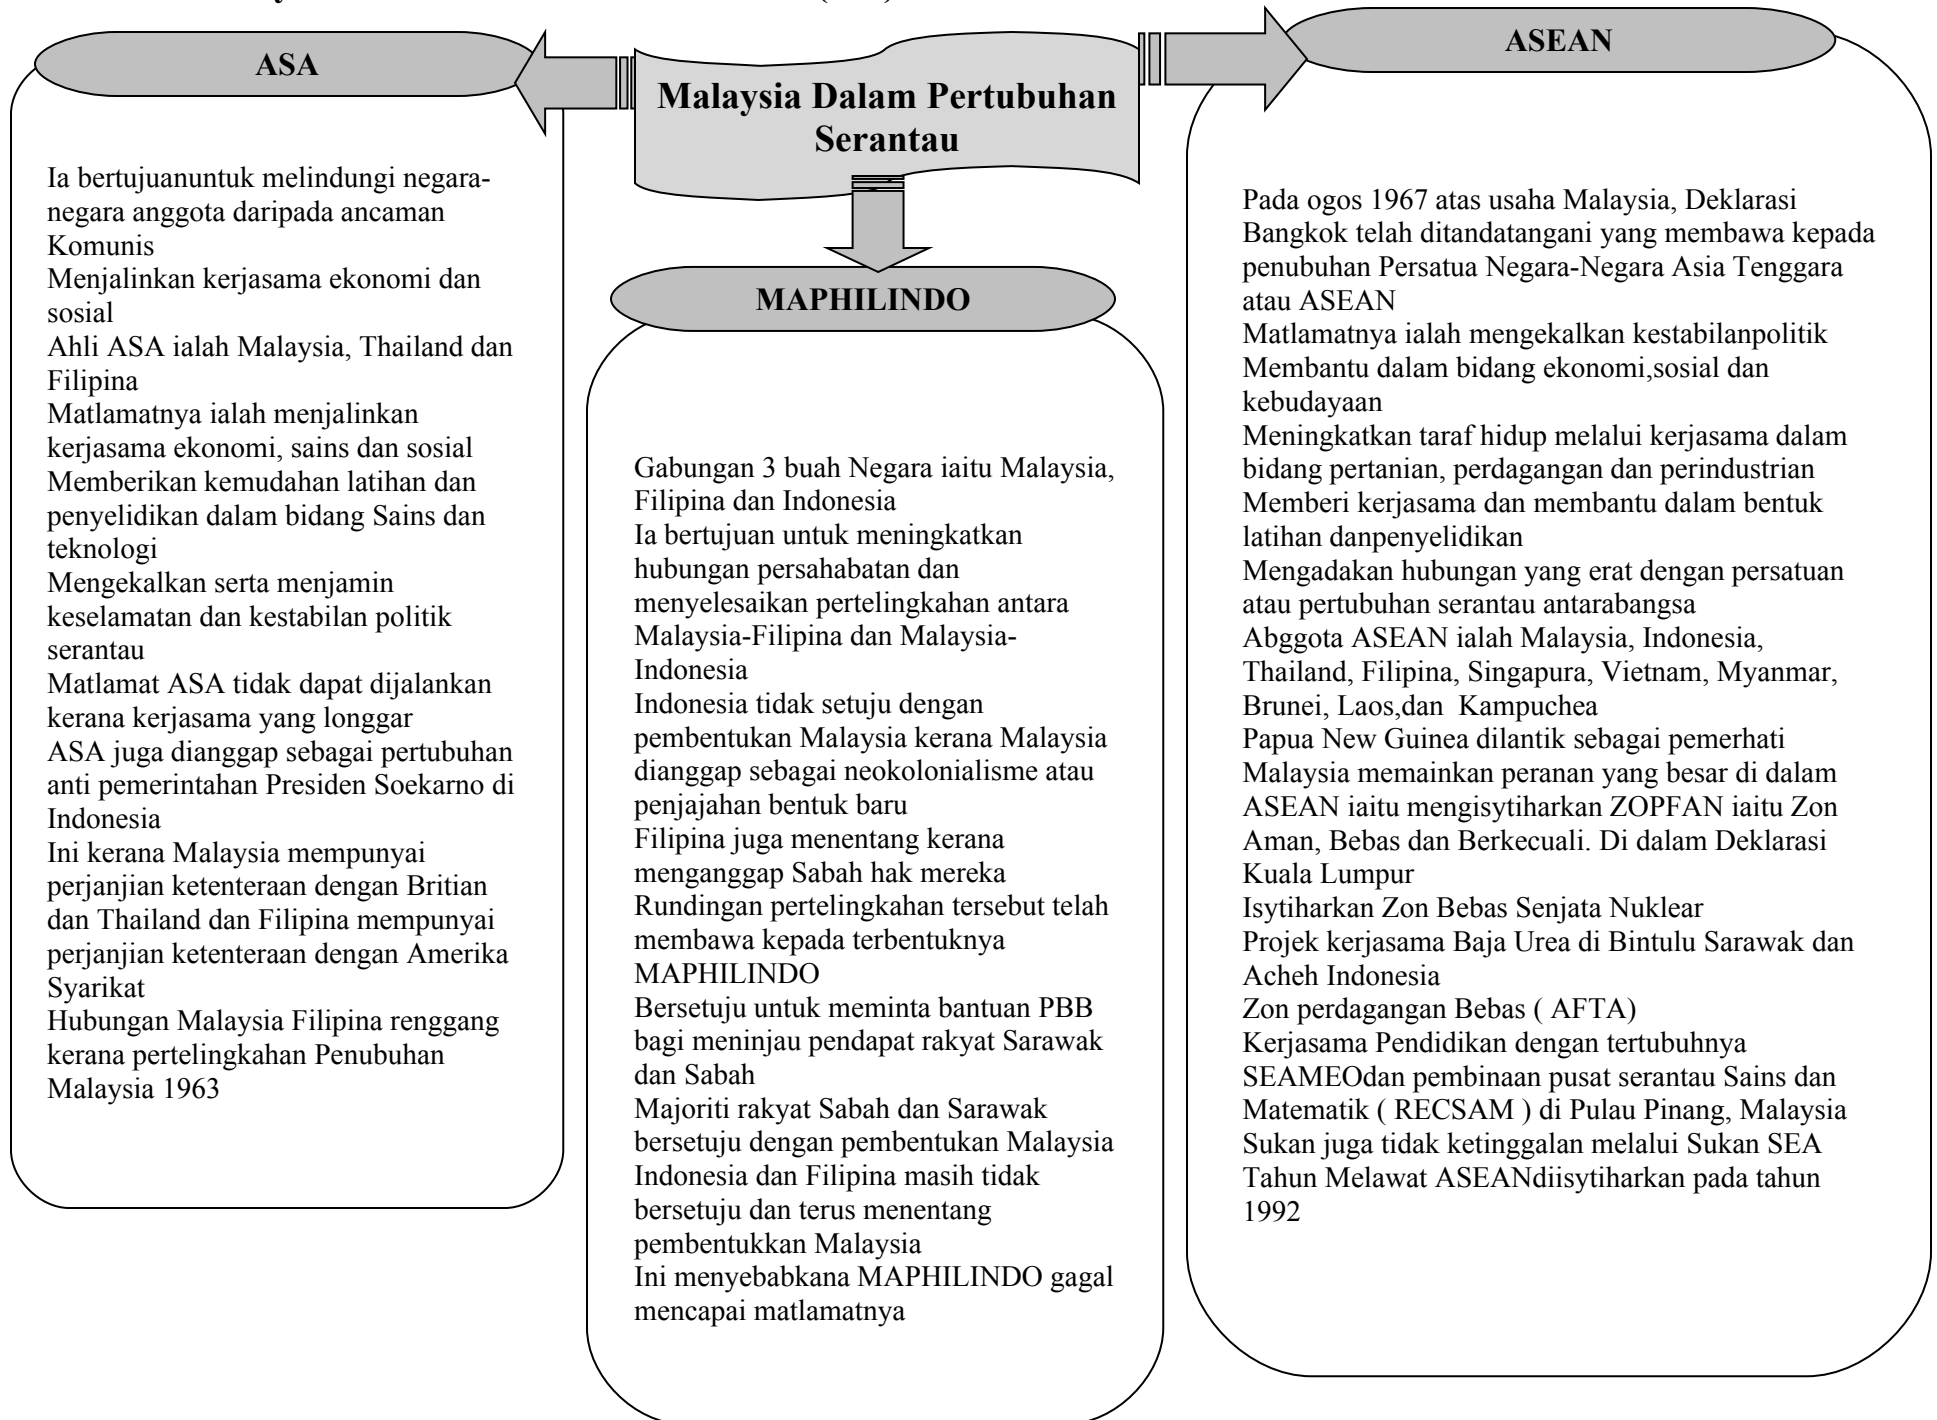 ASA
Malaysia Dalam Pertubuhan
Serantau
ASEAN
MAPHILINDO
Ia bertujuanuntuk melindungi negara-
negara anggota daripada ancaman
Komunis
Menjalinkan kerjasama ekonomi dan
sosial
Ahli ASA ialah Malaysia, Thailand dan
Filipina
Matlamatnya ialah menjalinkan
kerjasama ekonomi, sains dan sosial
Memberikan kemudahan latihan dan
penyelidikan dalam bidang Sains dan
teknologi
Mengekalkan serta menjamin
keselamatan dan kestabilan politik
serantau
Matlamat ASA tidak dapat dijalankan
kerana kerjasama yang longgar
ASA juga dianggap sebagai pertubuhan
anti pemerintahan Presiden Soekarno di
Indonesia
Ini kerana Malaysia mempunyai
perjanjian ketenteraan dengan Britian
dan Thailand dan Filipina mempunyai
perjanjian ketenteraan dengan Amerika
Syarikat
Hubungan Malaysia Filipina renggang
kerana pertelingkahan Penubuhan
Malaysia 1963
Gabungan 3 buah Negara iaitu Malaysia,
Filipina dan Indonesia
Ia bertujuan untuk meningkatkan
hubungan persahabatan dan
menyelesaikan pertelingkahan antara
Malaysia-Filipina dan Malaysia-
Indonesia
Indonesia tidak setuju dengan
pembentukan Malaysia kerana Malaysia
dianggap sebagai neokolonialisme atau
penjajahan bentuk baru
Filipina juga menentang kerana
menganggap Sabah hak mereka
Rundingan pertelingkahan tersebut telah
membawa kepada terbentuknya
MAPHILINDO
Bersetuju untuk meminta bantuan PBB
bagi meninjau pendapat rakyat Sarawak
dan Sabah
Majoriti rakyat Sabah dan Sarawak
bersetuju dengan pembentukan Malaysia
Indonesia dan Filipina masih tidak
bersetuju dan terus menentang
pembentukkan Malaysia
Ini menyebabkana MAPHILINDO gagal
mencapai matlamatnya
Pada ogos 1967 atas usaha Malaysia, Deklarasi
Bangkok telah ditandatangani yang membawa kepada
penubuhan Persatua Negara-Negara Asia Tenggara
atau ASEAN
Matlamatnya ialah mengekalkan kestabilanpolitik
Membantu dalam bidang ekonomi,sosial dan
kebudayaan
Meningkatkan taraf hidup melalui kerjasama dalam
bidang pertanian, perdagangan dan perindustrian
Memberi kerjasama dan membantu dalam bentuk
latihan danpenyelidikan
Mengadakan hubungan yang erat dengan persatuan
atau pertubuhan serantau antarabangsa
Abggota ASEAN ialah Malaysia, Indonesia,
Thailand, Filipina, Singapura, Vietnam, Myanmar,
Brunei, Laos,dan  Kampuchea
Papua New Guinea dilantik sebagai pemerhati
Malaysia memainkan peranan yang besar di dalam
ASEAN iaitu mengisytiharkan ZOPFAN iaitu Zon
Aman, Bebas dan Berkecuali. Di dalam Deklarasi
Kuala Lumpur
Isytiharkan Zon Bebas Senjata Nuklear
Projek kerjasama Baja Urea di Bintulu Sarawak dan
Acheh Indonesia
Zon perdagangan Bebas ( AFTA)
Kerjasama Pendidikan dengan tertubuhnya
SEAMEOdan pembinaan pusat serantau Sains dan
Matematik ( RECSAM ) di Pulau Pinang, Malaysia
Sukan juga tidak ketinggalan melalui Sukan SEA
Tahun Melawat ASEANdiisytiharkan pada tahun
1992